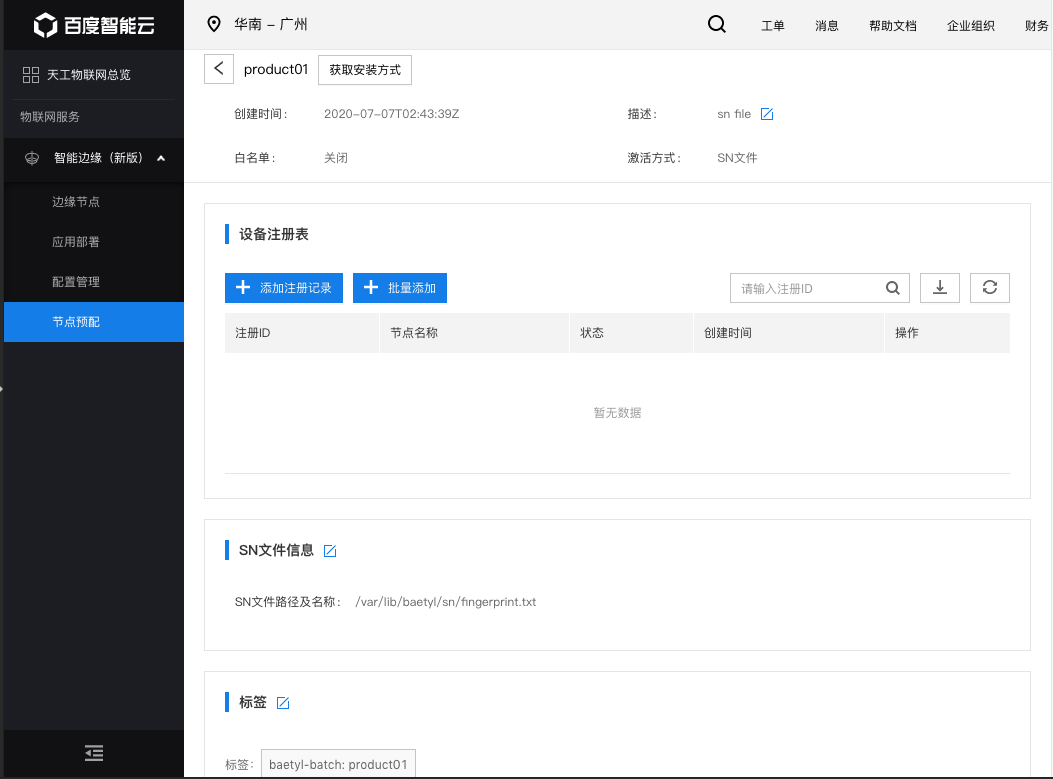 百度智能云
华南 - 广州
工单
消息
帮助文档
企业组织
财务
天工物联网总览
物联网服务
智能边缘（新版）
边缘节点
应用部署
配置管理
节点预配
product01
获取安装方式
创建时间：
2020-07-07T02:43:39Z
描述：
sn file
白名单：
关闭
激活方式：
SN文件
设备注册表
添加注册记录
批量添加
请输入注册ID
注册ID
节点名称
状态
创建时间
操作
暂无数据
SN文件信息
SN文件路径及名称： /var/lib/baetyl/sn/fingerprint.txt
标签
标签：
baetyl-batch: product01